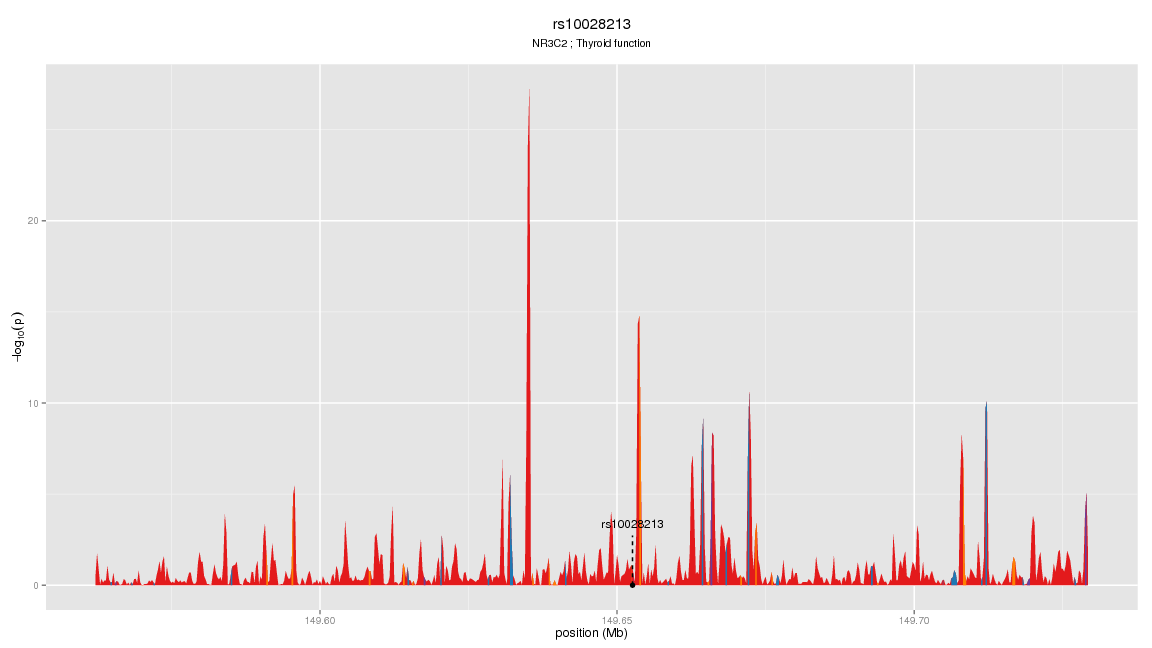 rs10028213
NR3C2 ; Thyroid function
−log10(p)
20
10
0
rs10028213
149.60
149.65
149.70
position (Mb)